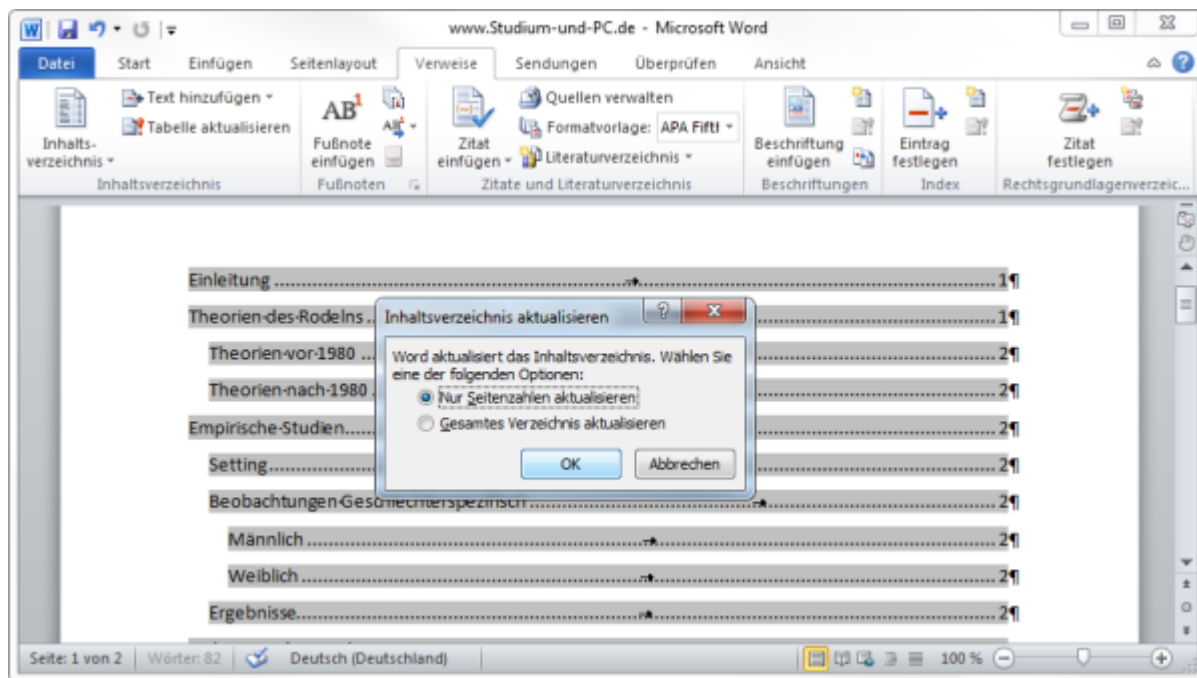 www.Studium-und-PC.de - Microsoft Word
Datei Start Einfügen Seitenlayout Verweise Sendungen Überprüfen Ansicht
Inhalts-
verzeichnis
Text hinzufügen
Tabelle aktualisieren
Inhaltsverzeichnis
AB1
Fußnote
einfügen
AB
Fußnoten
Zitat
einfügen
Quellen verwalten
Formatvorlage: APA Fifth
Literaturverzeichnis
Zitate und Literaturverzeichnis
Beschriftung
einfügen
Beschriftungen
Eintrag
festlegen
Index
Zitat
festlegen
Rechtsgrundlagenverzeic...
Einleitung 1¶
Theorien·des·Rodelns 1¶
Theorien·vor·1980 2¶
Theorien·nach·1980 2¶
Empirische·Studien 2¶
Setting 2¶
Beobachtungen·Geschlechterspezifisch 2¶
Männlich 2¶
Weiblich 2¶
Ergebnisse 2¶
Inhaltsverzeichnis aktualisieren
Word aktualisiert das Inhaltsverzeichnis. Wählen Sie
eine der folgenden Optionen:
Nur Seitenzahlen aktualisieren
Gesamtes Verzeichnis aktualisieren
OK Abbrechen
Seite: 1 von 2 Wörter: 82 Deutsch (Deutschland) 100 %